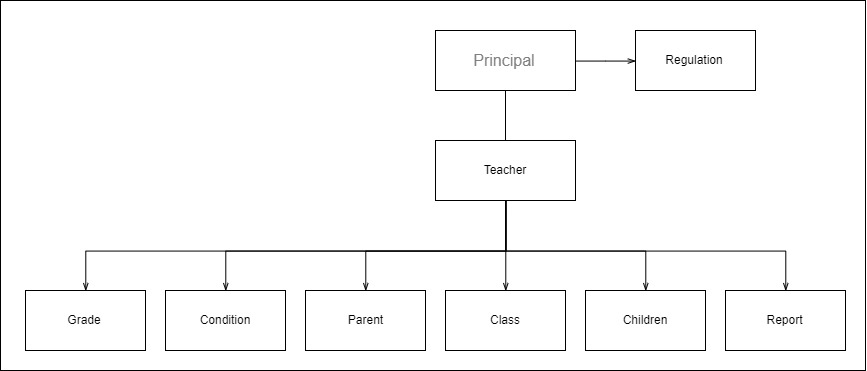 Principal
Regulation
Teacher
Grade
Condition
Parent
Class
Children
Report